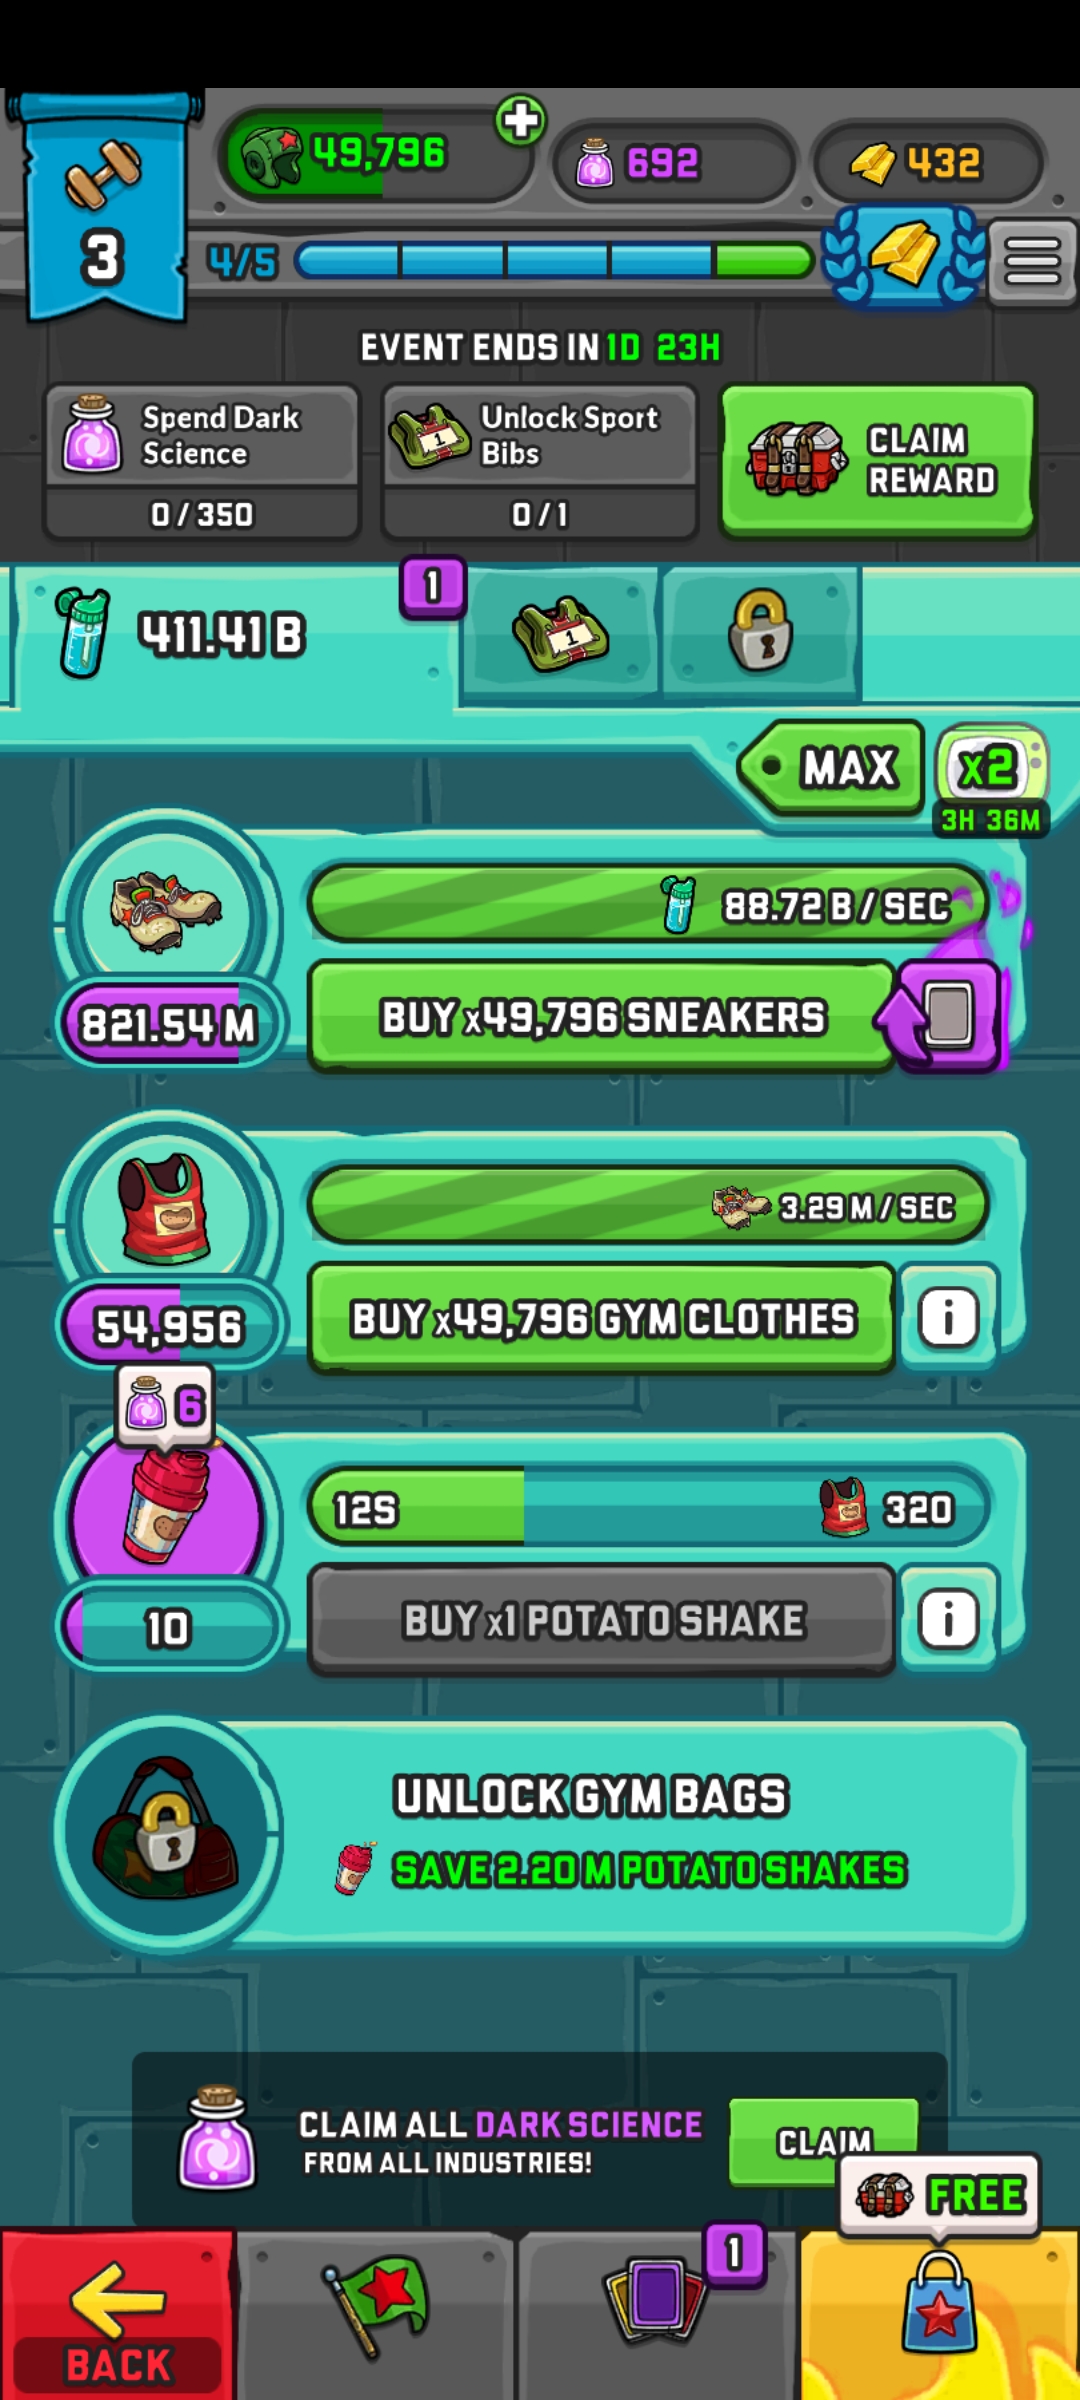 49,796
692
432
3
4/5
EVENT ENDS IN 1D 23H
Spend Dark
Science
0 / 350
Unlock Sport
Bibs
0 / 1
CLAIM
REWARD
411.41 B
1
1
1
MAX
x2
3H 36M
88.72 B / SEC
821.54 M
BUY x49,796 SNEAKERS
3.29 M / SEC
54,956
BUY x49,796 GYM CLOTHES
i
6
12S
320
10
BUY x1 POTATO SHAKE
i
UNLOCK GYM BAGS
SAVE 2.20 M POTATO SHAKES
CLAIM ALL DARK SCIENCE
FROM ALL INDUSTRIES!
CLAIM
FREE
1
BACK